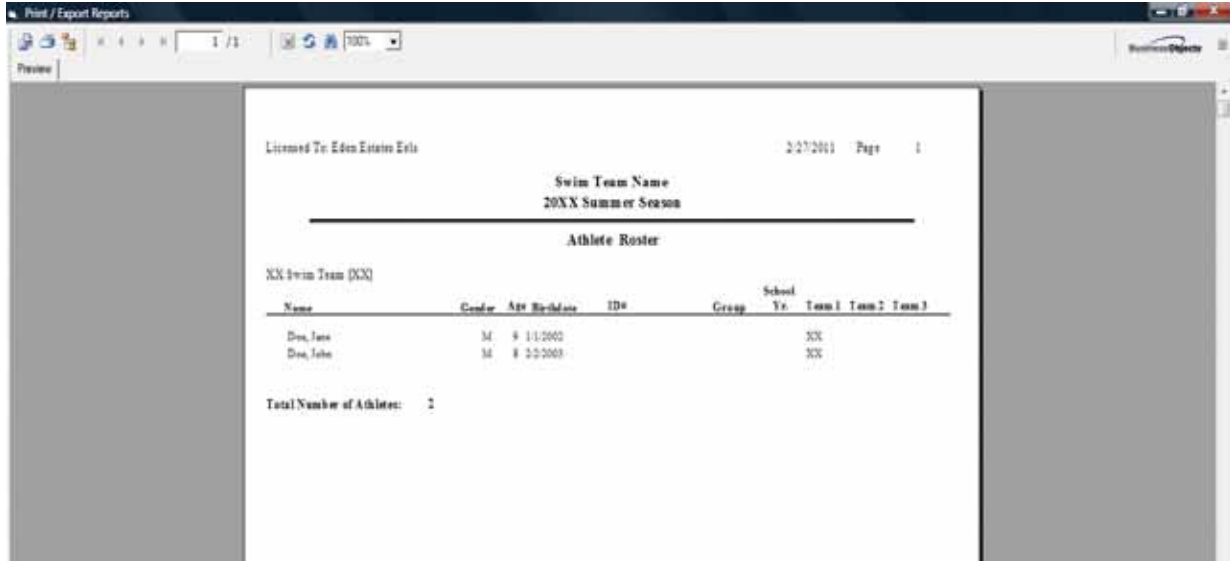 Print / Export Reports
1 /1 100%
BusinessObjects
Preview
Licensed To: Eden Estates Eels 2/27/2011 Page 1
Swim Team Name
20XX Summer Season
Athlete Roster
XX Swim Team [XX]
School
Name Gender Age Birthdate ID# Group Yr. Team 1 Team 2 Team 3
Doe, Jane M 9 1/1/2002 XX
Doe, John M 8 2/2/2003 XX
Total Number of Athletes: 2